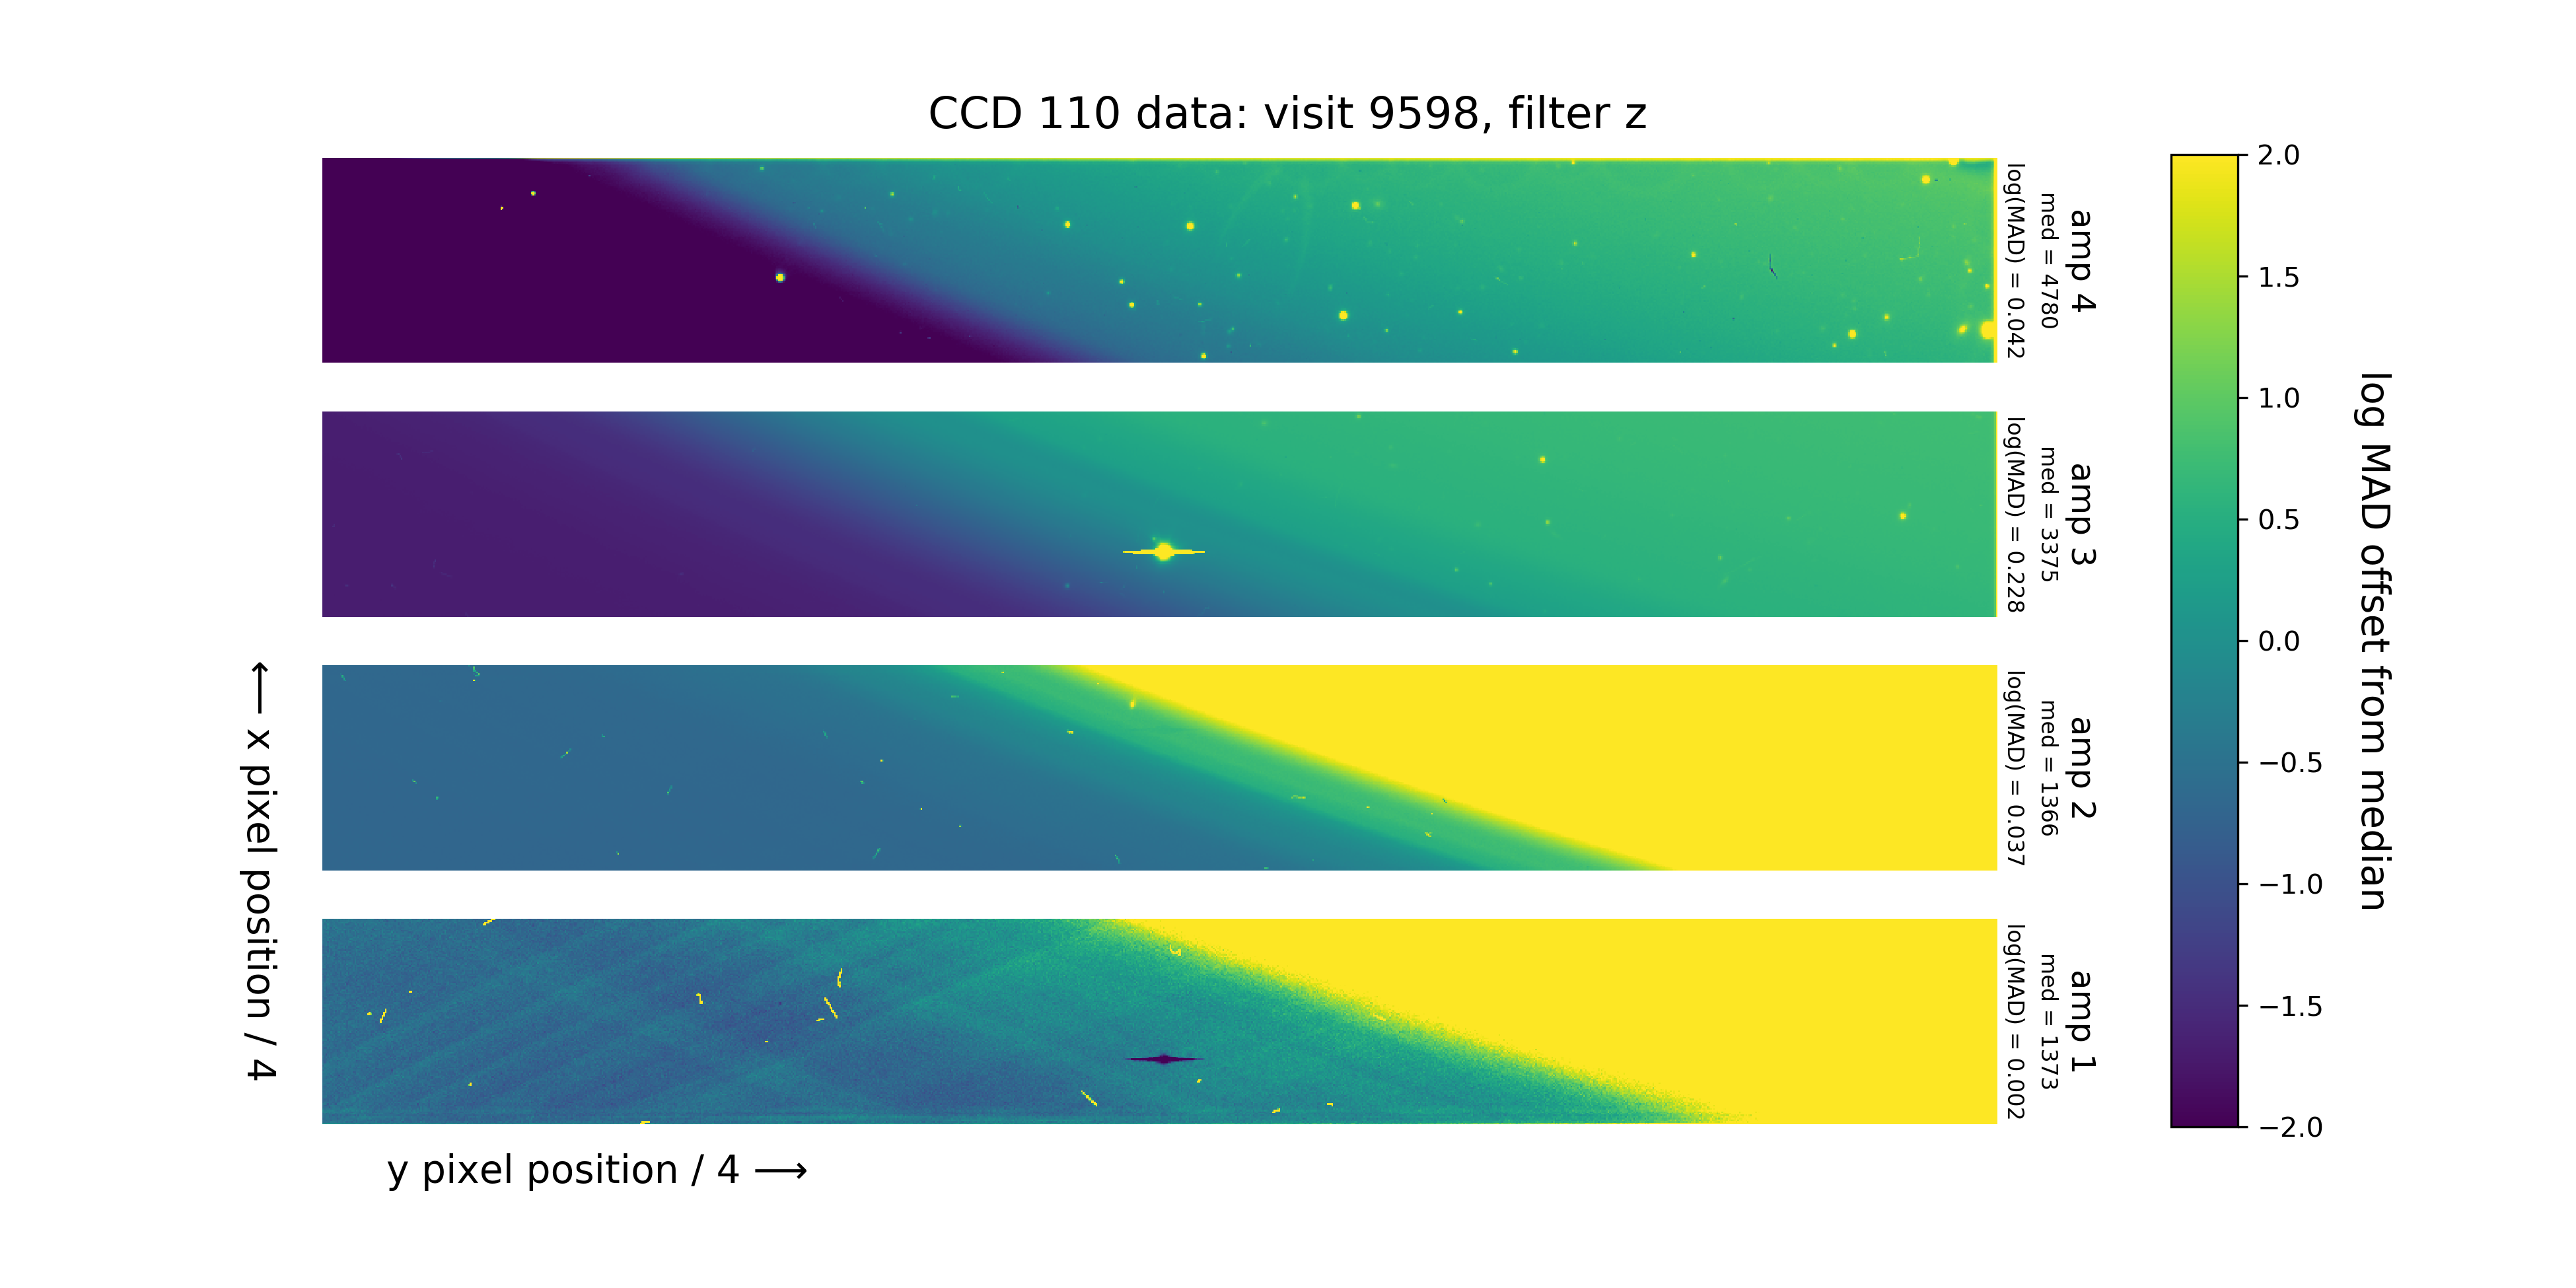 CCD 110 data: visit 9598, filter z
amp 4
med = 4780
log(MAD) = 0.042
amp 3
med = 3375
log(MAD) = 0.228
amp 2
med = 1366
log(MAD) = 0.037
amp 1
med = 1373
log(MAD) = 0.002
⟵ x pixel position / 4
y pixel position / 4 ⟶
2.0
1.5
1.0
0.5
0.0
−0.5
−1.0
−1.5
−2.0
log MAD offset from median